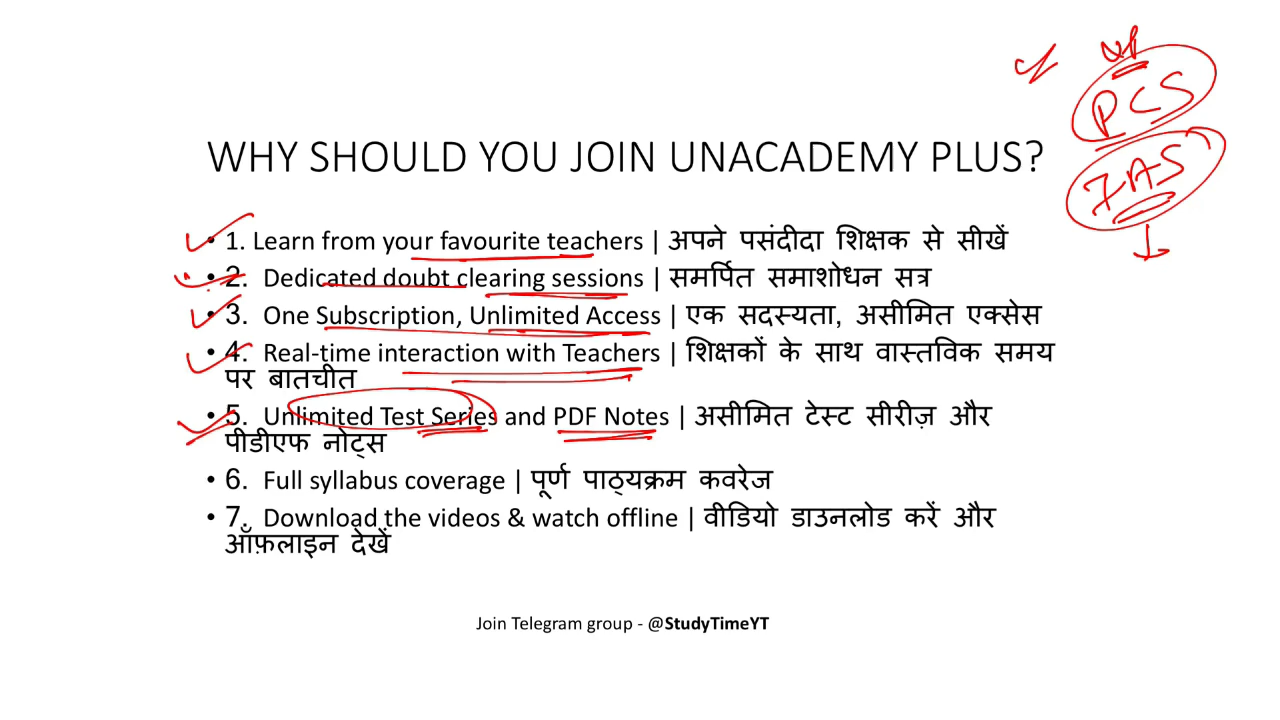 UP
PCS
WHY SHOULD YOU JOIN UNACADEMY PLUS?
IAS
• 1. Learn from your favourite teachers | अपने पसंदीदा शिक्षक से सीखें
• 2. Dedicated doubt clearing sessions | समर्पित समाशोधन सत्र
• 3. One Subscription, Unlimited Access | एक सदस्यता, असीमित एक्सेस
• 4. Real-time interaction with Teachers | शिक्षकों के साथ वास्तविक समय
पर बातचीत
• 5. Unlimited Test Series and PDF Notes | असीमित टेस्ट सीरीज़ और
पीडीएफ नोट्स
• 6. Full syllabus coverage | पूर्ण पाठ्यक्रम कवरेज
• 7. Download the videos & watch offline | वीडियो डाउनलोड करें और
ऑफ़लाइन देखें
Join Telegram group - @StudyTimeYT